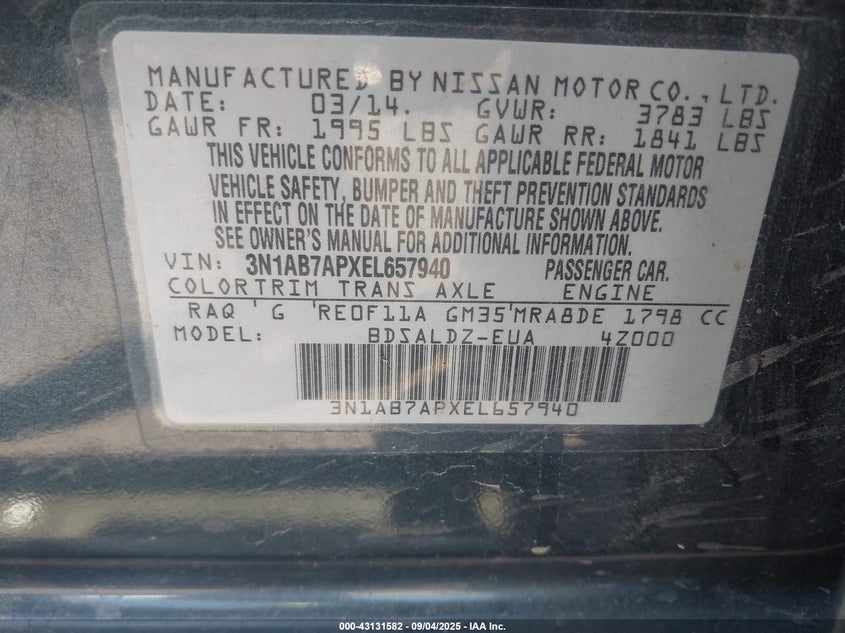 MANUFACTURED BY NISSAN MOTOR CO., LTD.
DATE: 03/14. GVWR: 3783 LBS
GAWR FR: 1995 LBS GAWR RR: 1841 LBS
THIS VEHICLE CONFORMS TO ALL APPLICABLE FEDERAL MOTOR
VEHICLE SAFETY, BUMPER AND THEFT PREVENTION STANDARDS
IN EFFECT ON THE DATE OF MANUFACTURE SHOWN ABOVE.
SEE OWNER'S MANUAL FOR ADDITIONAL INFORMATION.
VIN: 3N1AB7APXEL657940 PASSENGER CAR.
COLORTRIM TRANS AXLE ENGINE
RAQ ' G 'RE0F11A GM35'MRA8DE 1798 CC
MODEL: BDSALDZ-EUA 4Z000
3N1AB7APXEL657940
000-43131582 - 09/04/2025 - IAA Inc.